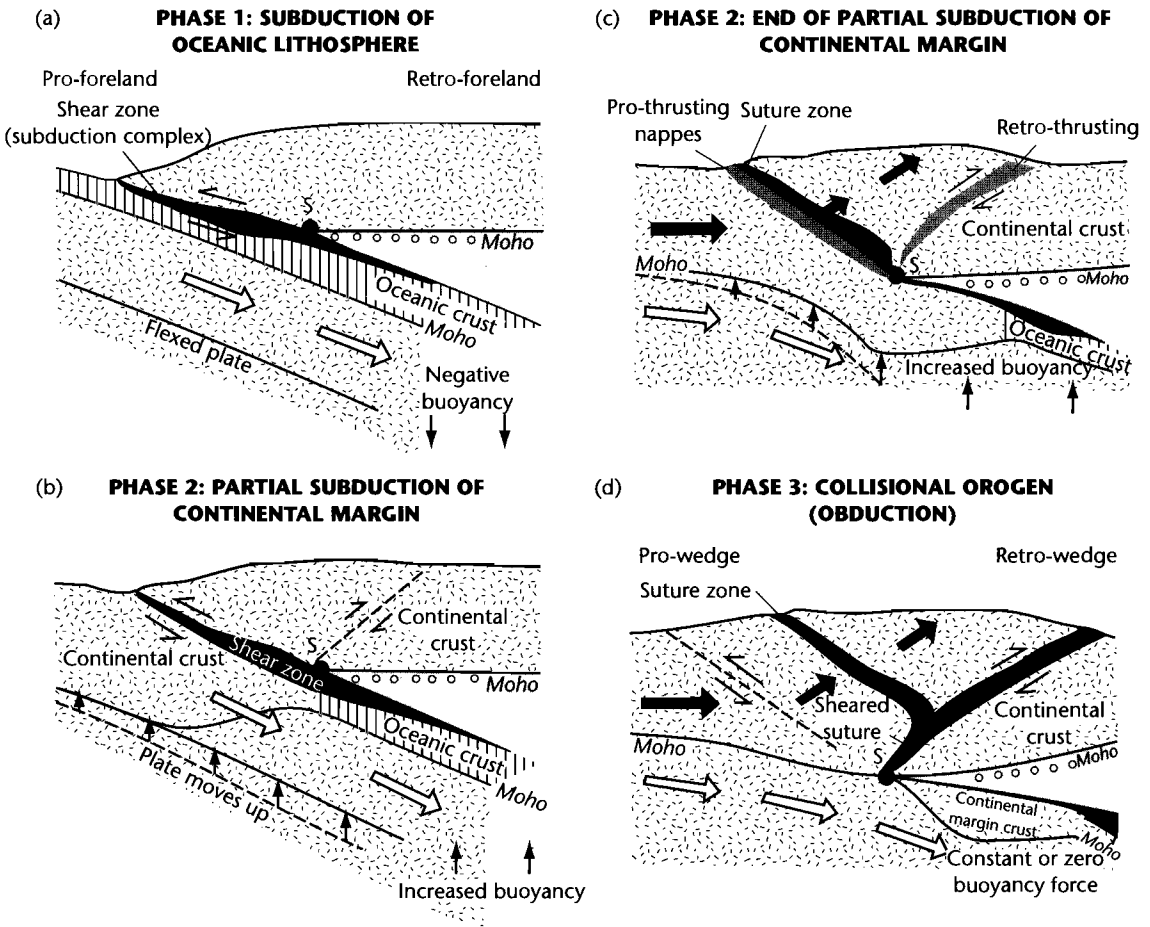 (a) PHASE 1: SUBDUCTION OF
OCEANIC LITHOSPHERE
Pro-foreland Retro-foreland
Shear zone
(subduction complex)
S
Moho
Oceanic crust
Moho
Flexed plate
Negative
buoyancy
(b) PHASE 2: PARTIAL SUBDUCTION OF
CONTINENTAL MARGIN
Continental
crust
S
Continental crust
Shear zone
Moho
Oceanic crust
Moho
Plate moves up
Increased buoyancy
(c) PHASE 2: END OF PARTIAL SUBDUCTION OF
CONTINENTAL MARGIN
Pro-thrusting
nappes
Suture zone
Retro-thrusting
Continental crust
S
Moho
Moho
Oceanic crust
Increased buoyancy
(d) PHASE 3: COLLISIONAL OROGEN
(OBDUCTION)
Pro-wedge Retro-wedge
Suture zone
Sheared
suture
Continental
crust
S
Moho
Moho
Continental
margin crust
Moho
Constant or zero
buoyancy force